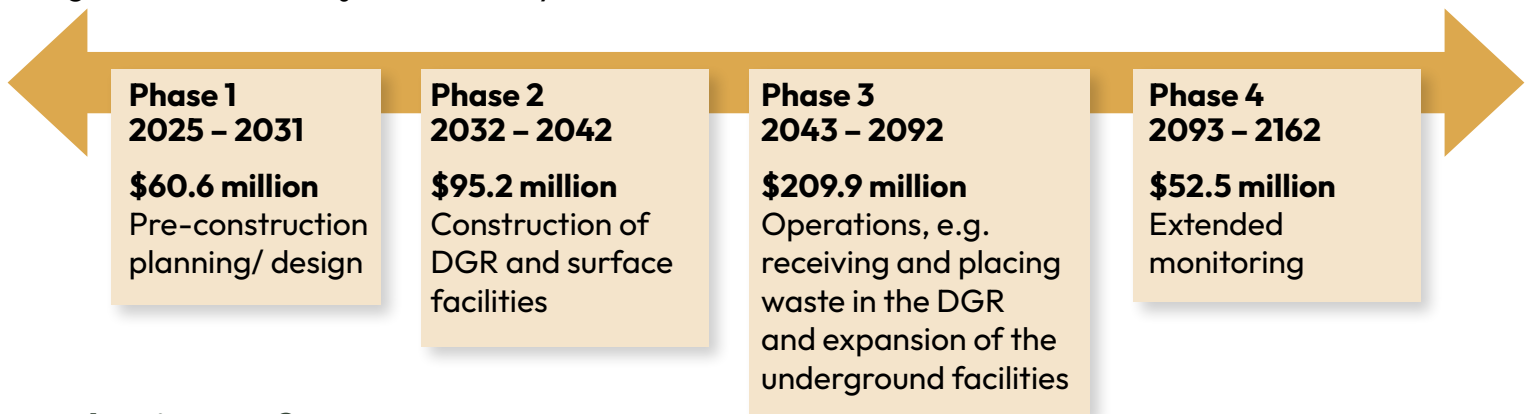 Phase 1
2025 – 2031
$60.6 million
Pre-construction
planning/ design
Phase 2
2032 – 2042
$95.2 million
Construction of
DGR and surface
facilities
Phase 3
2043 – 2092
$209.9 million
Operations, e.g.
receiving and placing
waste in the DGR
and expansion of the
underground facilities
Phase 4
2093 – 2162
$52.5 million
Extended
monitoring